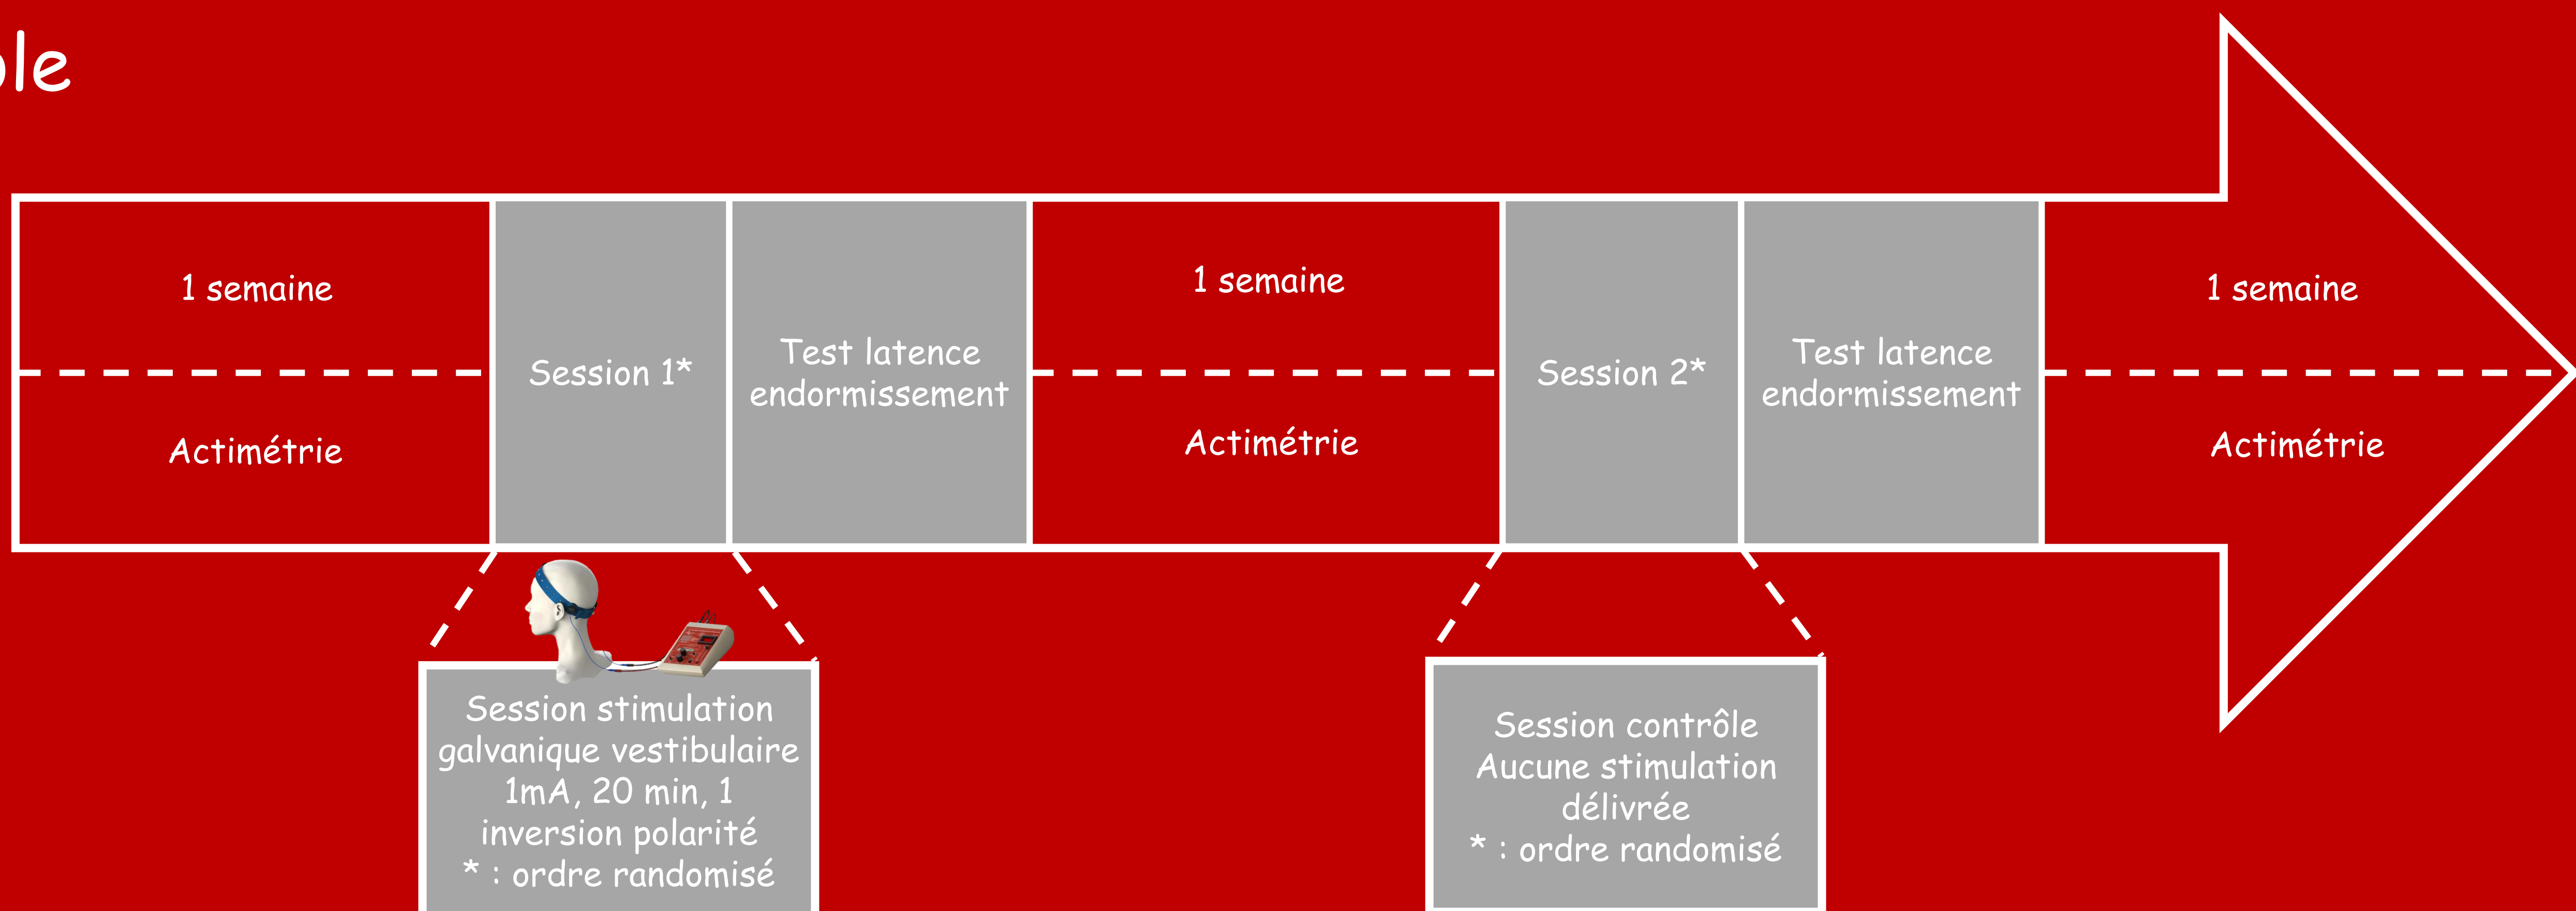 ole
1 semaine
Actimétrie
Session 1*
Test latence
endormissement
1 semaine
Actimétrie
Session 2*
Test latence
endormissement
1 semaine
Actimétrie
Session stimulation
galvanique vestibulaire
1mA, 20 min, 1
inversion polarité
* : ordre randomisé
Session contrôle
Aucune stimulation
délivrée
* : ordre randomisé